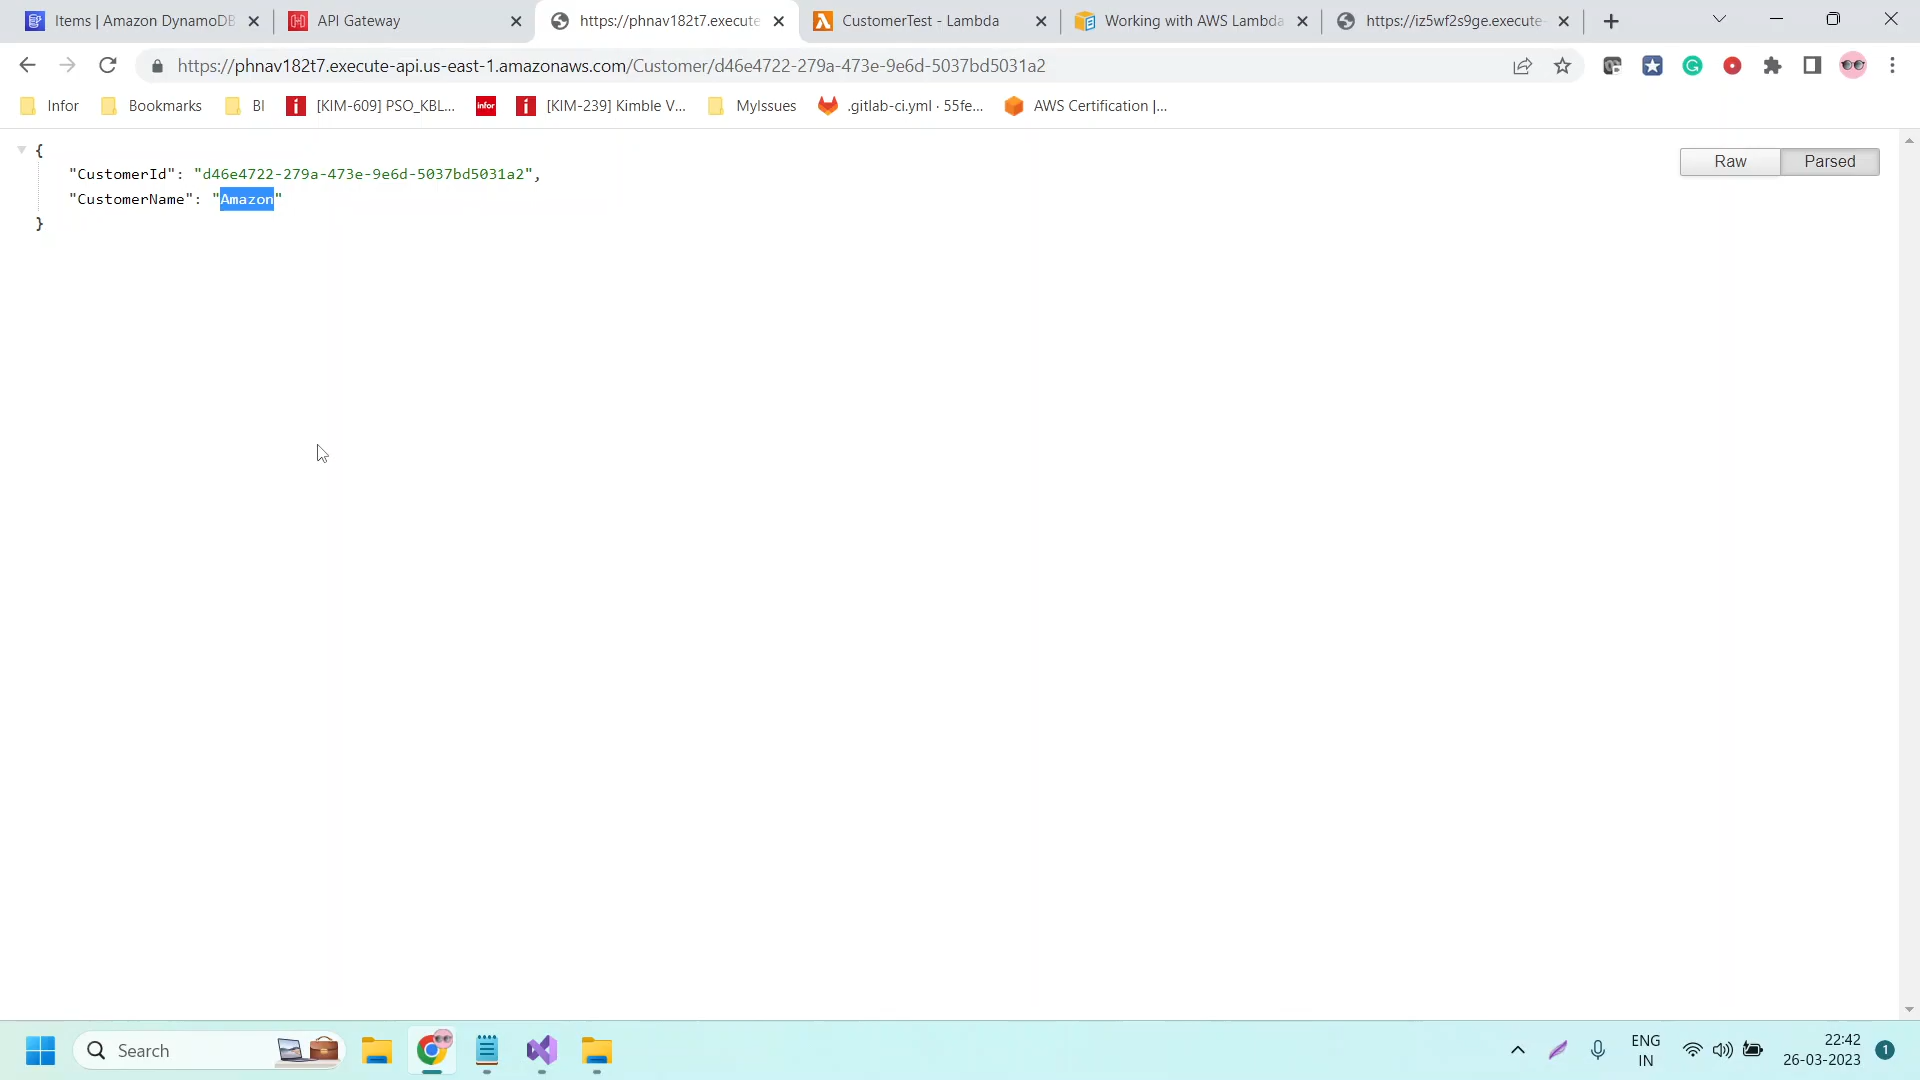 Items | Amazon DynamoDB
API Gateway
https://phnav182t7.execute
CustomerTest - Lambda
Working with AWS Lambda
https://iz5wf2s9ge.execute-
https://phnav182t7.execute-api.us-east-1.amazonaws.com/Customer/d46e4722-279a-473e-9e6d-5037bd5031a2
Infor
Bookmarks
BI
[KIM-609] PSO_KBL...
infor
[KIM-239] Kimble V...
MyIssues
.gitlab-ci.yml · 55fe...
AWS Certification |...
{
"CustomerId": "d46e4722-279a-473e-9e6d-5037bd5031a2",
"CustomerName": "Amazon"
}
Raw
Parsed
Search
ENG
IN
22:42
26-03-2023
1